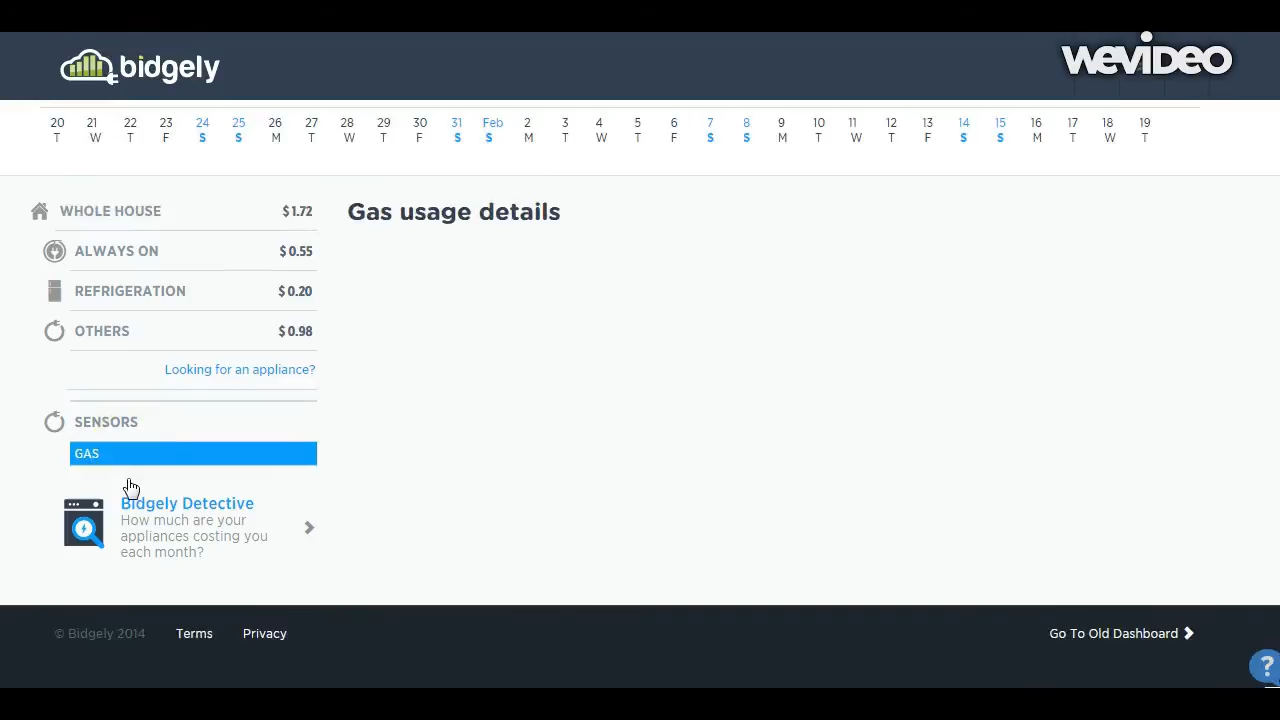 bidgely
WEVIDEO
20 21 22 23 24 25 26 27 28 29 30 31 Feb 2 3 4 5 6 7 8 9 10 11 12 13 14 15 16 17 18 19
T W T F S S M T W T F S S M T W T F S S M T W T F S S M T W T
WHOLE HOUSE $1.72
Gas usage details
ALWAYS ON $0.55
REFRIGERATION $0.20
OTHERS $0.98
Looking for an appliance?
SENSORS
GAS
Bidgely Detective
How much are your
appliances costing you
each month?
© Bidgely 2014 Terms Privacy Go To Old Dashboard
?